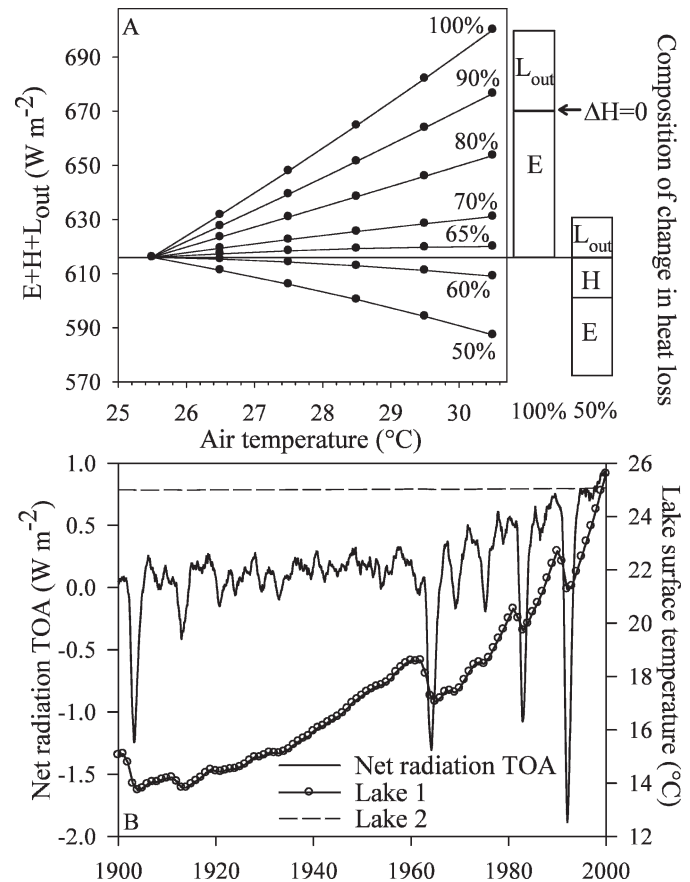 A
E+H+Lout (W m-2)
690
670
650
630
610
590
570
100%
90%
80%
70%
65%
60%
50%
25 26 27 28 29 30
Air temperature (°C)
Lout
E
ΔH=0
Lout
H
E
100% 50%
Composition of change in heat loss
B
Net radiation TOA (W m-2)
1.0
0.5
0.0
-0.5
-1.0
-1.5
-2.0
Net radiation TOA
Lake 1
Lake 2
1900 1920 1940 1960 1980 2000
26
24
22
20
18
16
14
12
Lake surface temperature (°C)